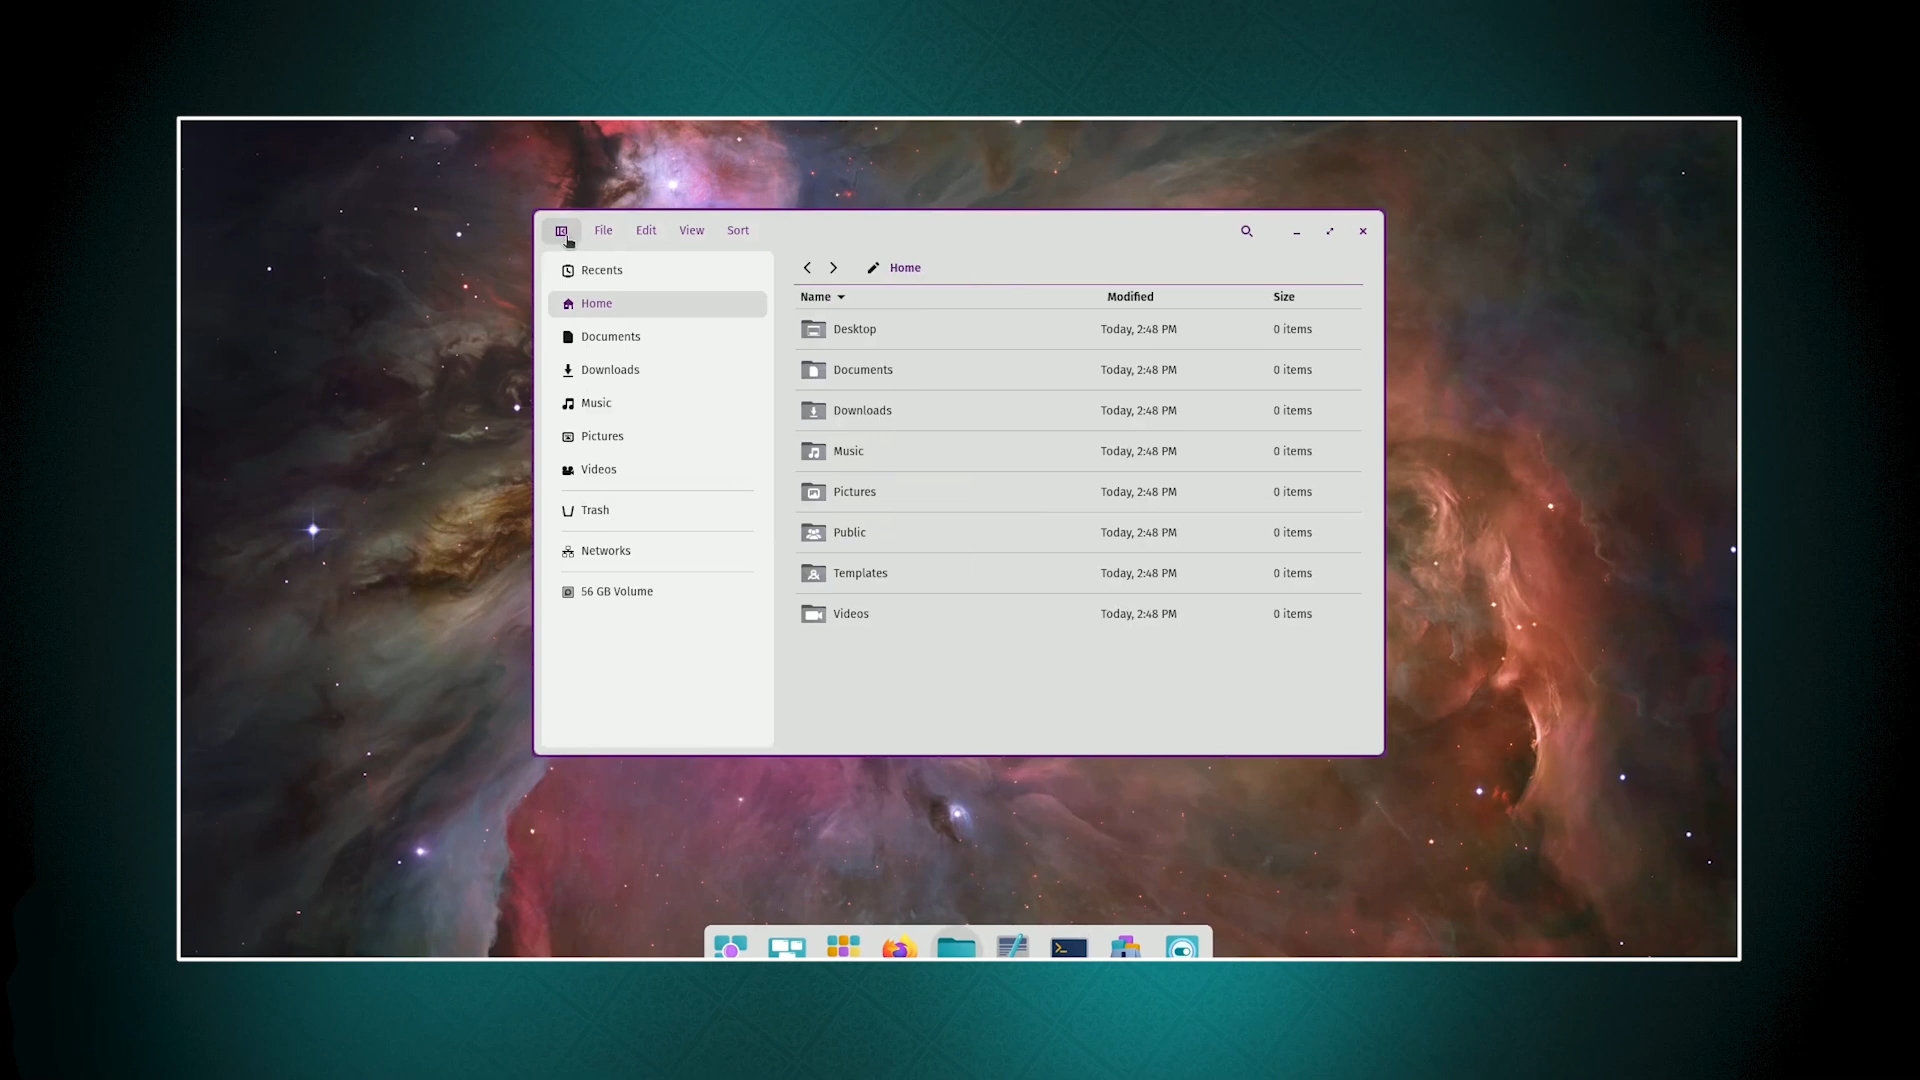 File Edit View Sort
Recents
Home
Documents
Downloads
Music
Pictures
Videos
Trash
Networks
56 GB Volume
Home
Name Modified Size
Desktop Today, 2:48 PM 0 items
Documents Today, 2:48 PM 0 items
Downloads Today, 2:48 PM 0 items
Music Today, 2:48 PM 0 items
Pictures Today, 2:48 PM 0 items
Public Today, 2:48 PM 0 items
Templates Today, 2:48 PM 0 items
Videos Today, 2:48 PM 0 items